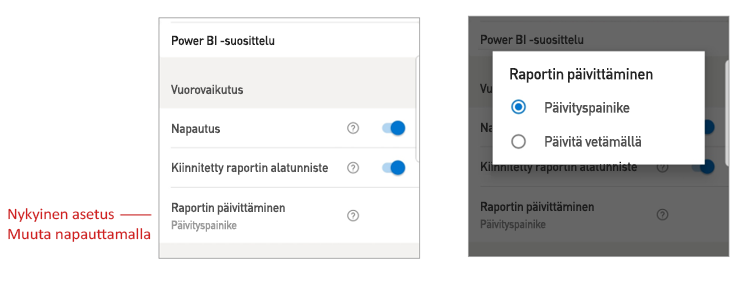 Power BI -suosittelu
Vuorovaikutus
Napautus
Kiinnitetty raportin alatunniste
Raportin päivittäminen
Päivityspainike
Nykyinen asetus
Muuta napauttamalla
Power BI -suosittelu
Vu
Raportin päivittäminen
Päivityspainike
Päivitä vetämällä
Na
Kiinnitetty raportin alatunniste
Raportin päivittäminen
Päivityspainike